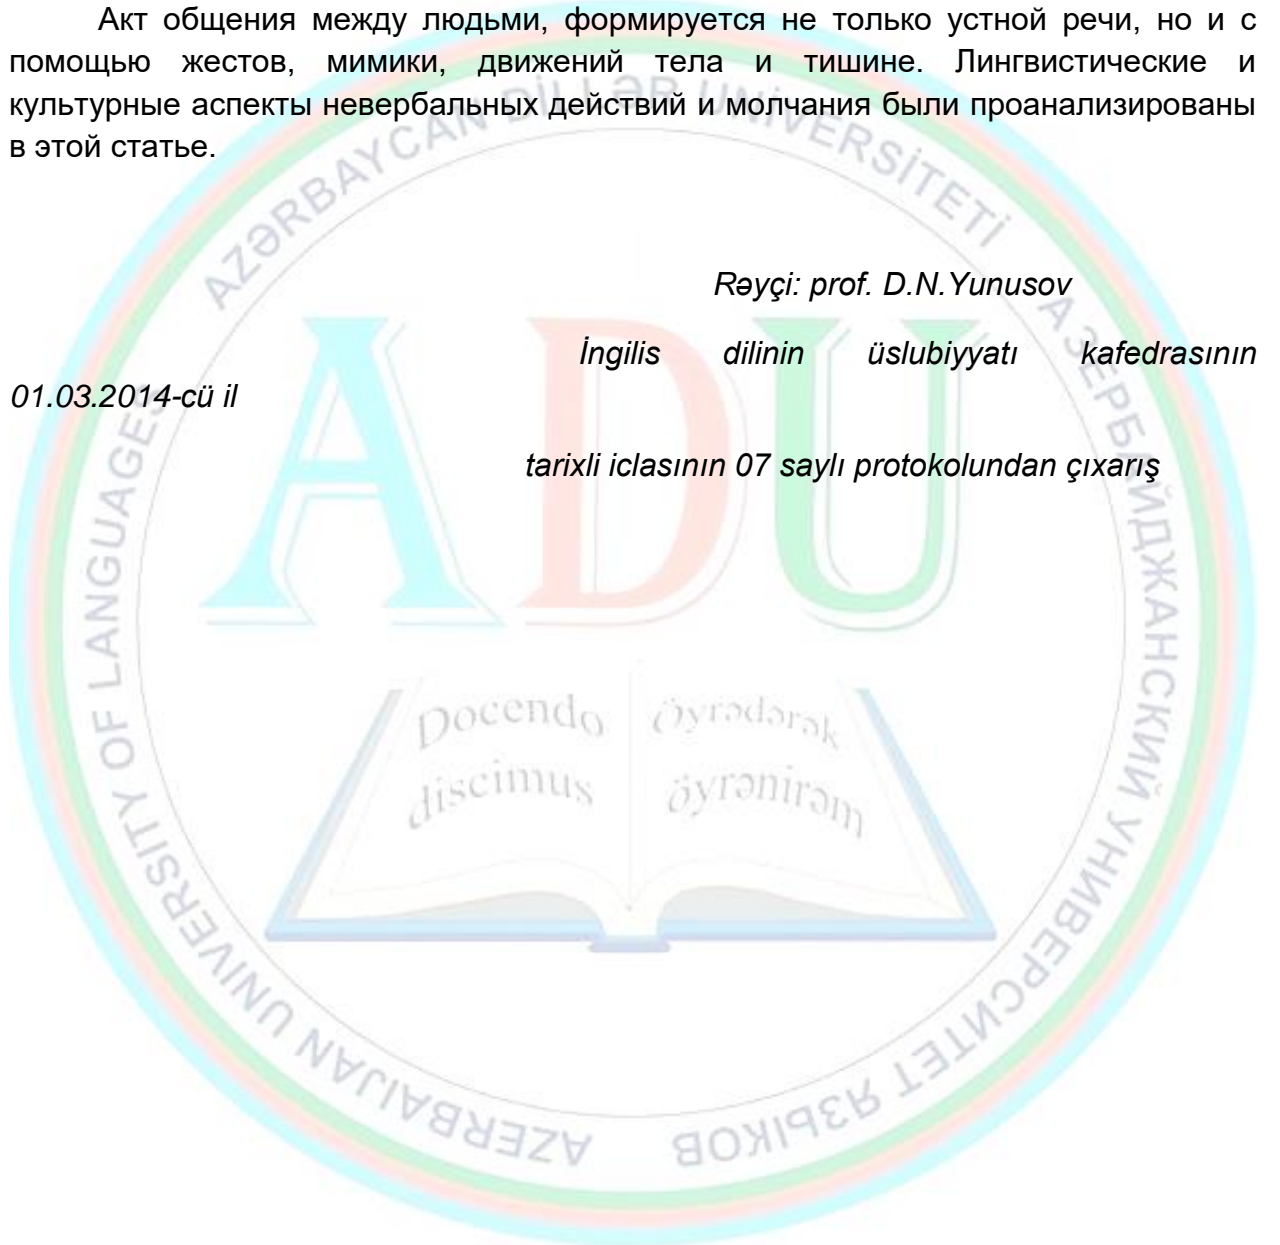 Акт общения между людьми, формируется не только устной речи, но и с
помощью жестов, мимики, движений тела и тишине. Лингвистические и
культурные аспекты невербальных действий и молчания были проанализированы
в этой статье.
Rəyçi: prof. D.N.Yunusov
İngilis dilinin üslubiyyatı kafedrasının
01.03.2014-cü il
tarixli iclasının 07 saylı protokolundan çıxarış
AZƏRBAYCAN DİLLƏR UNİVERSİTETİ
АЗЕРБАЙДЖАНСКИЙ УНИВЕРСИТЕТ ЯЗЫКОВ
AZERBAIJAN UNIVERSITY OF LANGUAGES
ADU
Docendo
discimus
Öyrədərək
öyrənirəm